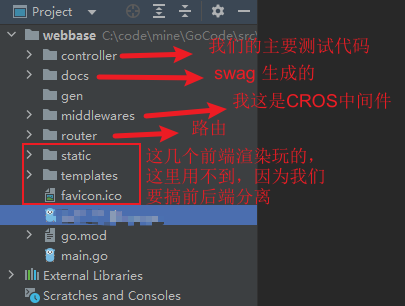 Project
webbase C:\code\mine\GoCode\src\
controller 我们的主要测试代码
docs swag 生成的
gen
middlewares 我这是CROS中间件
router 路由
static 这几个前端渲染玩的，
templates 这里用不到，因为我们
favicon.ico 要搞前后端分离
go.mod
main.go
External Libraries
Scratches and Consoles